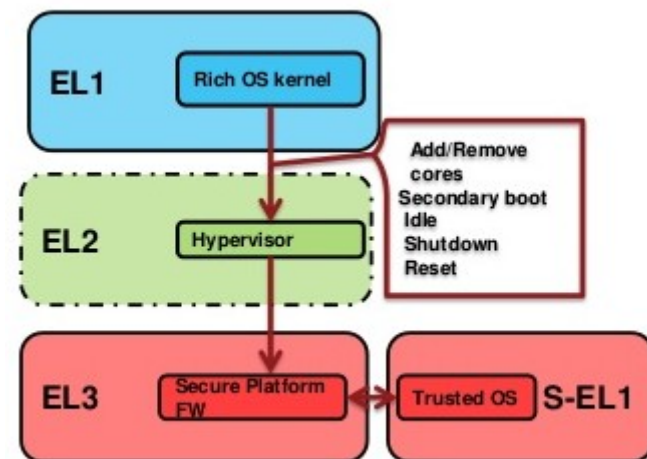 EL1
Rich OS kernel
Add/Remove
cores
Secondary boot
Idle
Shutdown
Reset
EL2
Hypervisor
EL3
Secure Platform
FW
Trusted OS
S-EL1